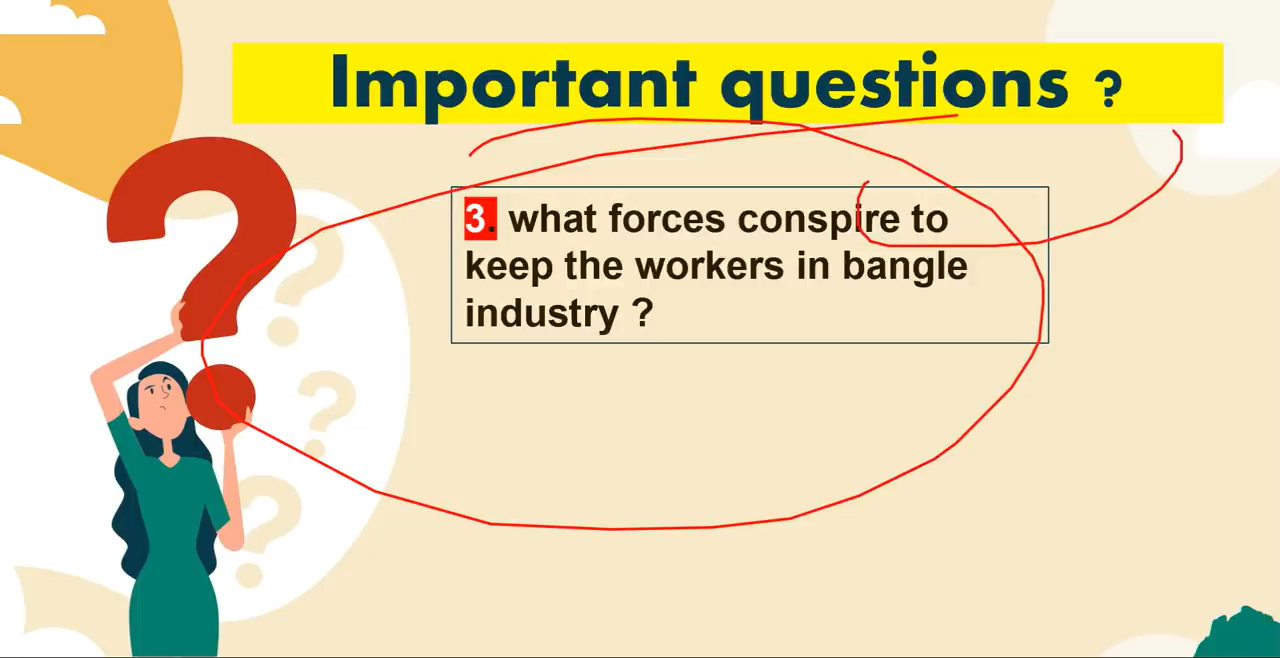 Important questions ?
3. what forces conspire to
keep the workers in bangle
industry ?